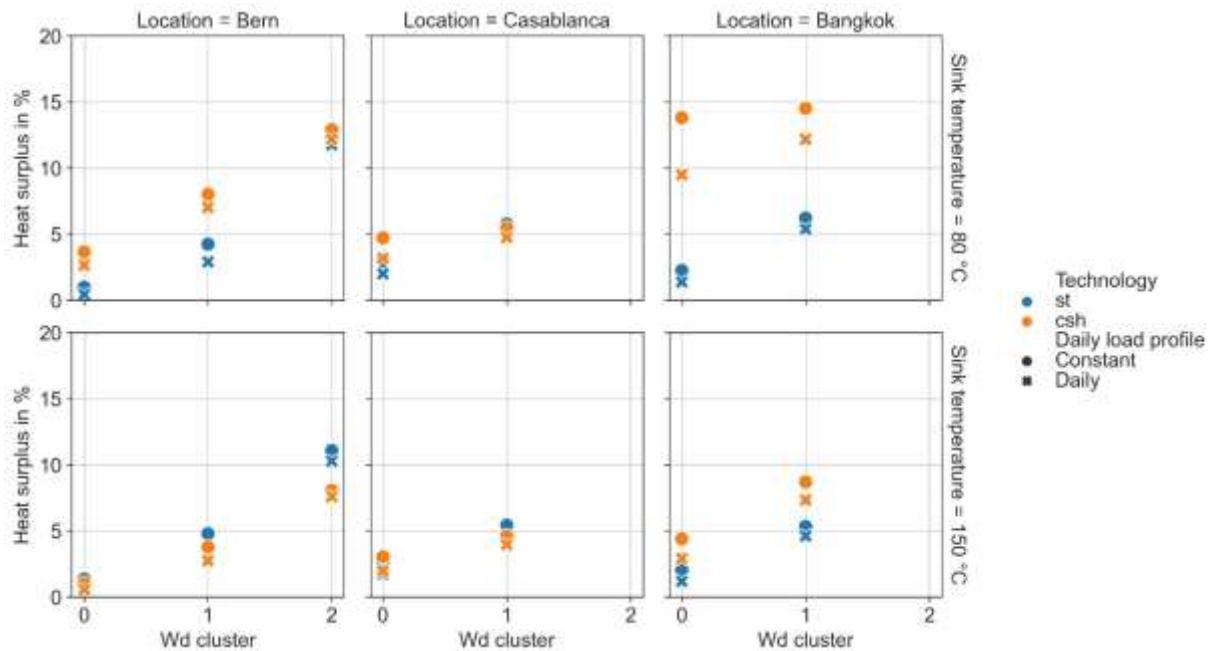 Location = Bern
Location = Casablanca
Location = Bangkok
20
15
10
5
0
Heat surplus in %
Sink temperature = 80 °C
20
15
10
5
0
Heat surplus in %
Sink temperature = 150 °C
0 1 2
0 1 2
0 1 2
Wd cluster
Wd cluster
Wd cluster
Technology
st
csh
Daily load profile
Constant
Daily